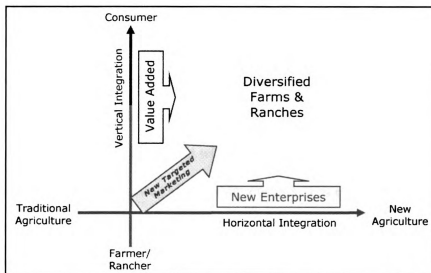 Consumer
Vertical Integration
Value Added
Diversified
Farms &
Ranches
New Targeted
Marketing
New Enterprises
Traditional
Agriculture
Horizontal Integration
New
Agriculture
Farmer/
Rancher